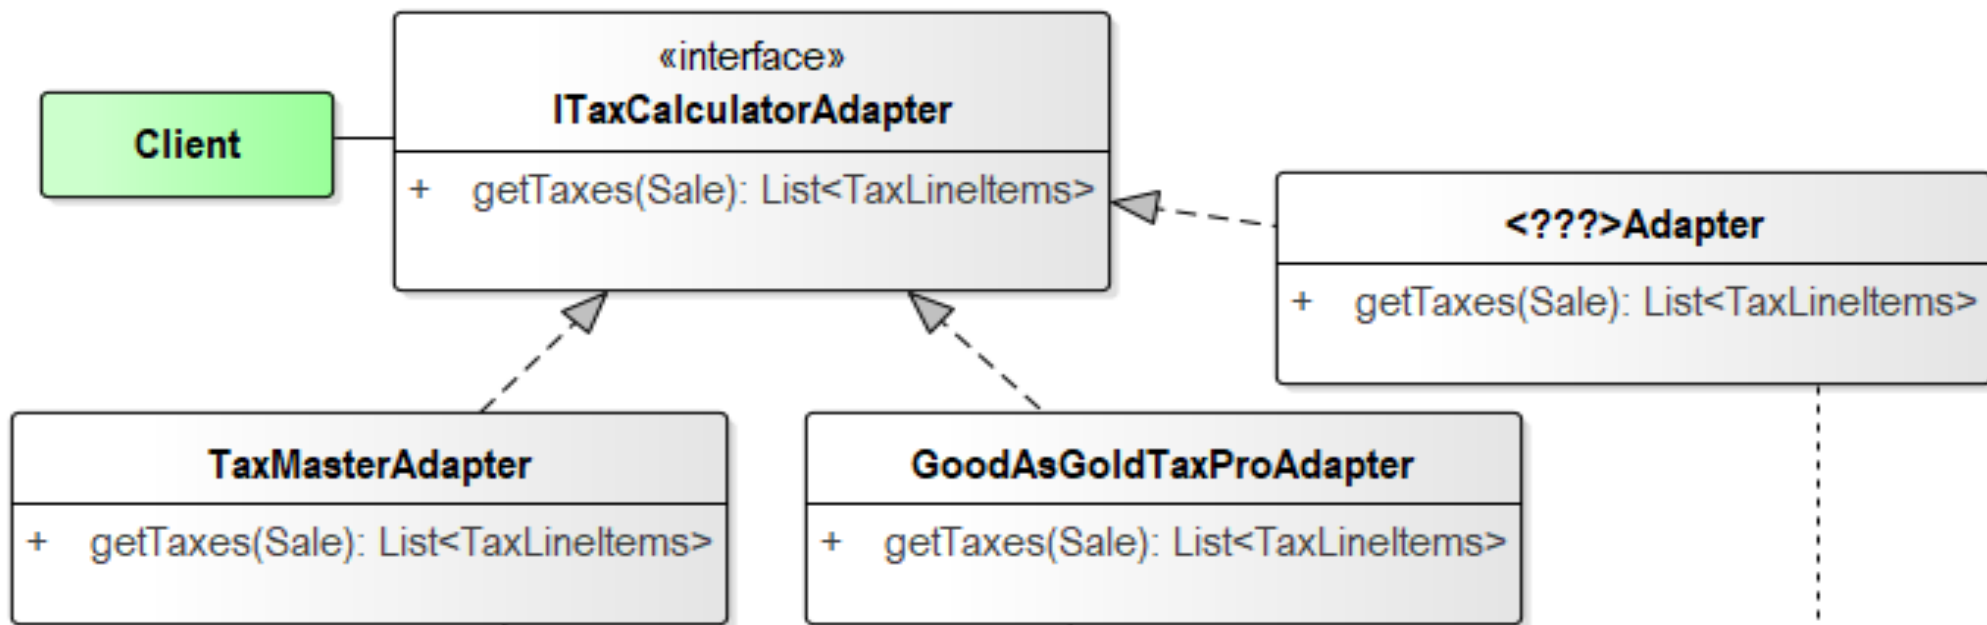 «interface»
ITaxCalculatorAdapter
Client
+ getTaxes(Sale): List<TaxLineItems>
<???>Adapter
+ getTaxes(Sale): List<TaxLineItems>
TaxMasterAdapter
+ getTaxes(Sale): List<TaxLineItems>
GoodAsGoldTaxProAdapter
+ getTaxes(Sale): List<TaxLineItems>